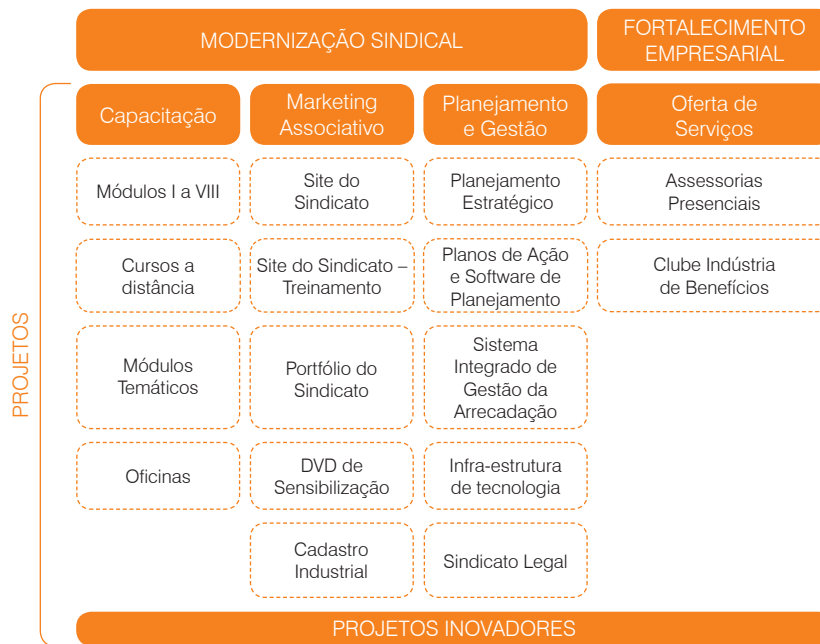 MODERNIZAÇÃO SINDICAL
FORTALECIMENTO
EMPRESARIAL
PROJETOS
Capacitação
Marketing
Associativo
Planejamento
e Gestão
Oferta de
Serviços
Módulos I a VIII
Site do
Sindicato
Planejamento
Estratégico
Assessorias
Presenciais
Cursos a
distância
Site do Sindicato –
Treinamento
Planos de Ação
e Software de
Planejamento
Clube Indústria
de Benefícios
Módulos
Temáticos
Portfólio do
Sindicato
Sistema
Integrado de
Gestão da
Arrecadação
Oficinas
DVD de
Sensibilização
Infra-estrutura
de tecnologia
Cadastro
Industrial
Sindicato Legal
PROJETOS INOVADORES